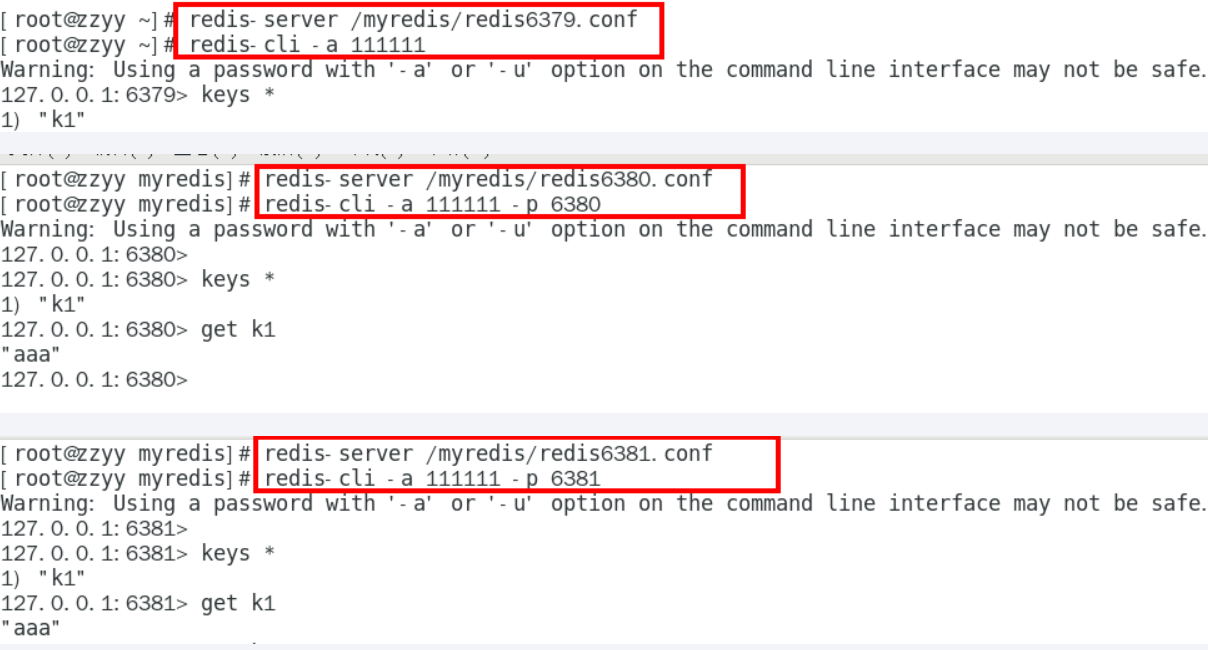 [root@zzyy ~]# redis-server /myredis/redis6379.conf
[root@zzyy ~]# redis-cli -a 111111
Warning: Using a password with '-a' or '-u' option on the command line interface may not be safe.
127.0.0.1:6379> keys *
1) "k1"
[root@zzyy myredis]# redis-server /myredis/redis6380.conf
[root@zzyy myredis]# redis-cli -a 111111 -p 6380
Warning: Using a password with '-a' or '-u' option on the command line interface may not be safe.
127.0.0.1:6380>
127.0.0.1:6380> keys *
1) "k1"
127.0.0.1:6380> get k1
"aaa"
127.0.0.1:6380>
[root@zzyy myredis]# redis-server /myredis/redis6381.conf
[root@zzyy myredis]# redis-cli -a 111111 -p 6381
Warning: Using a password with '-a' or '-u' option on the command line interface may not be safe.
127.0.0.1:6381>
127.0.0.1:6381> keys *
1) "k1"
127.0.0.1:6381> get k1
"aaa"